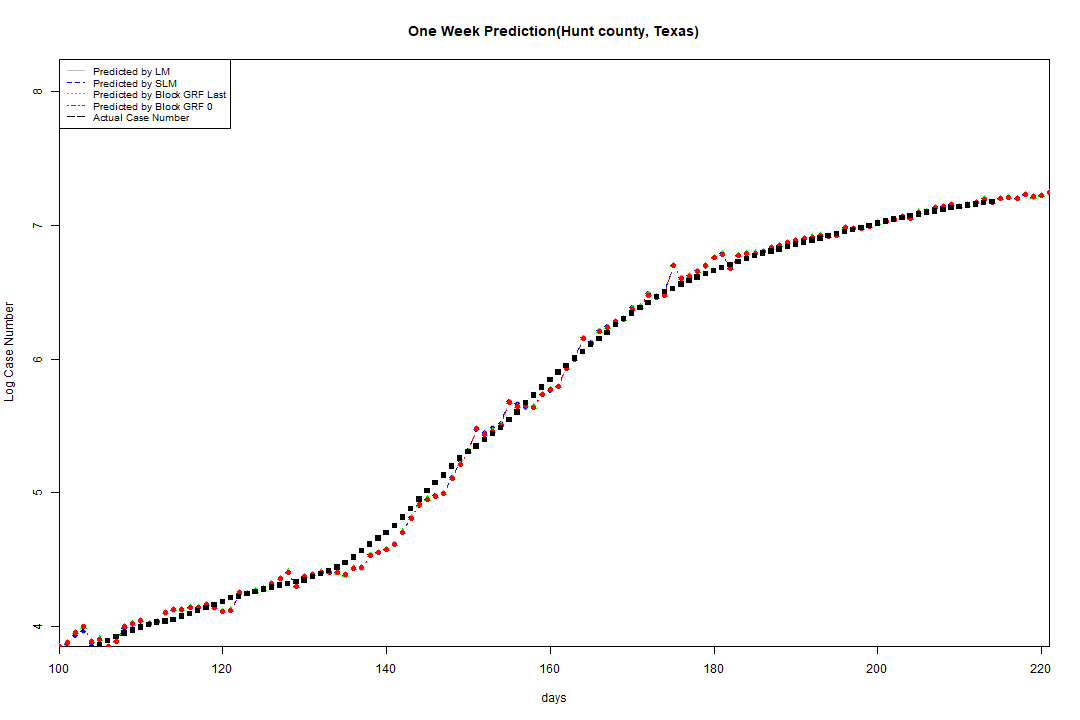 One Week Prediction(Hunt county, Texas)
Predicted by LM
Predicted by SLM
Predicted by Block GRF Last
Predicted by Block GRF 0
Actual Case Number
8
7
6
5
4
Log Case Number
100 120 140 160 180 200 220
days